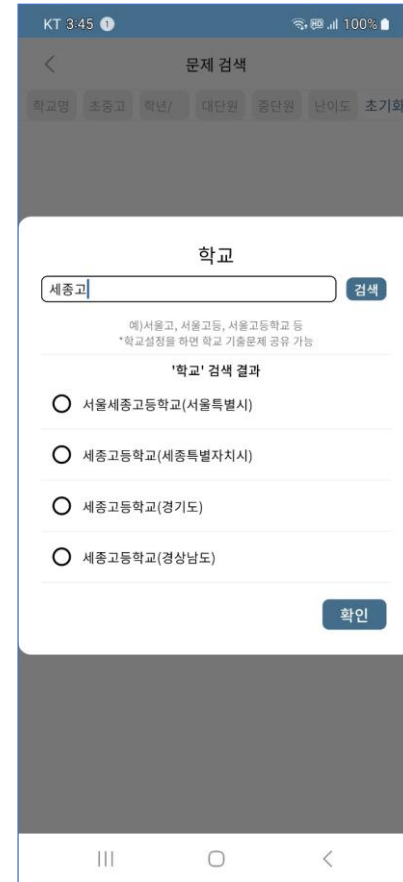 KT 3:45 1 100%
문제 검색
학교명 초중고 학년/ 대단원 중단원 난이도 초기화
학교
세종고 검색
예)서울고, 서울고등, 서울고등학교 등
*학교설정을 하면 학교 기출문제 공유 가능
'학교' 검색 결과
서울세종고등학교(서울특별시)
세종고등학교(세종특별자치시)
세종고등학교(경기도)
세종고등학교(경상남도)
확인